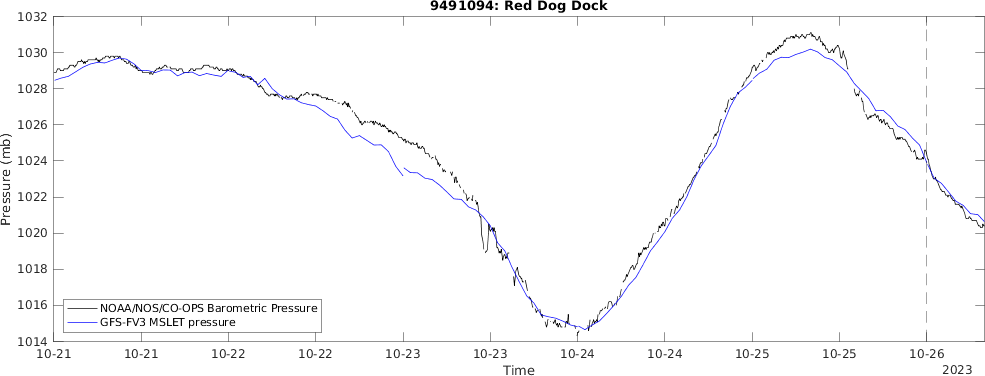 9491094: Red Dog Dock
Pressure (mb)
1032
1030
1028
1026
1024
1022
1020
1018
1016
1014
NOAA/NOS/CO-OPS Barometric Pressure
GFS-FV3 MSLET pressure
10-21 10-21 10-22 10-22 10-23 10-23 10-24 10-24 10-25 10-25 10-26
Time
2023